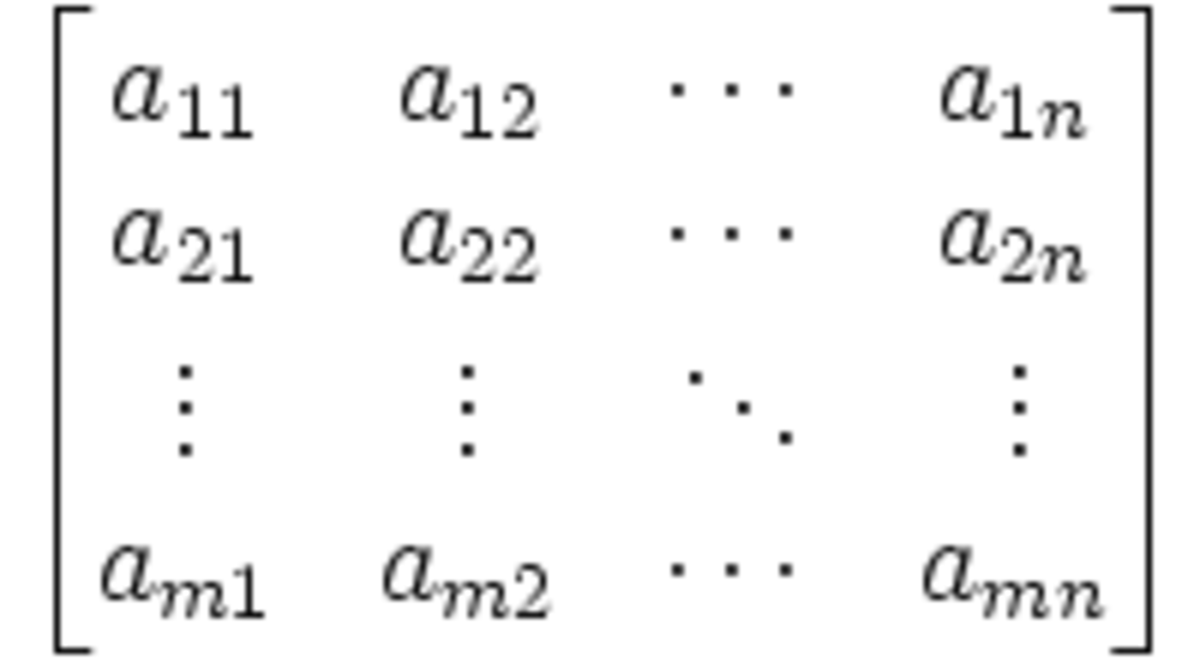 a₁₁ a₁₂ ⋯ a₁ₙ
a₂₁ a₂₂ ⋯ a₂ₙ
⋮ ⋮ ⋱ ⋮
aₘ₁ aₘ₂ ⋯ aₘₙ